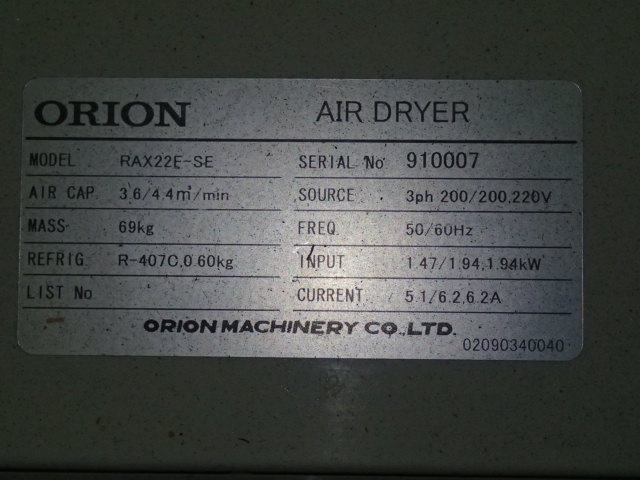 ORION AIR DRYER
MODEL RAX22E-SE SERIAL No 910007
AIR CAP. 3.6/4.4m³/min SOURCE 3ph 200/200,220V
MASS 69kg FREQ. 50/60Hz
REFRIG. R-407C,0.60kg INPUT 1.47/1.94,1.94kW
LIST No CURRENT 5.1/6.2,6.2A
ORION MACHINERY CO.,LTD.
02090340040